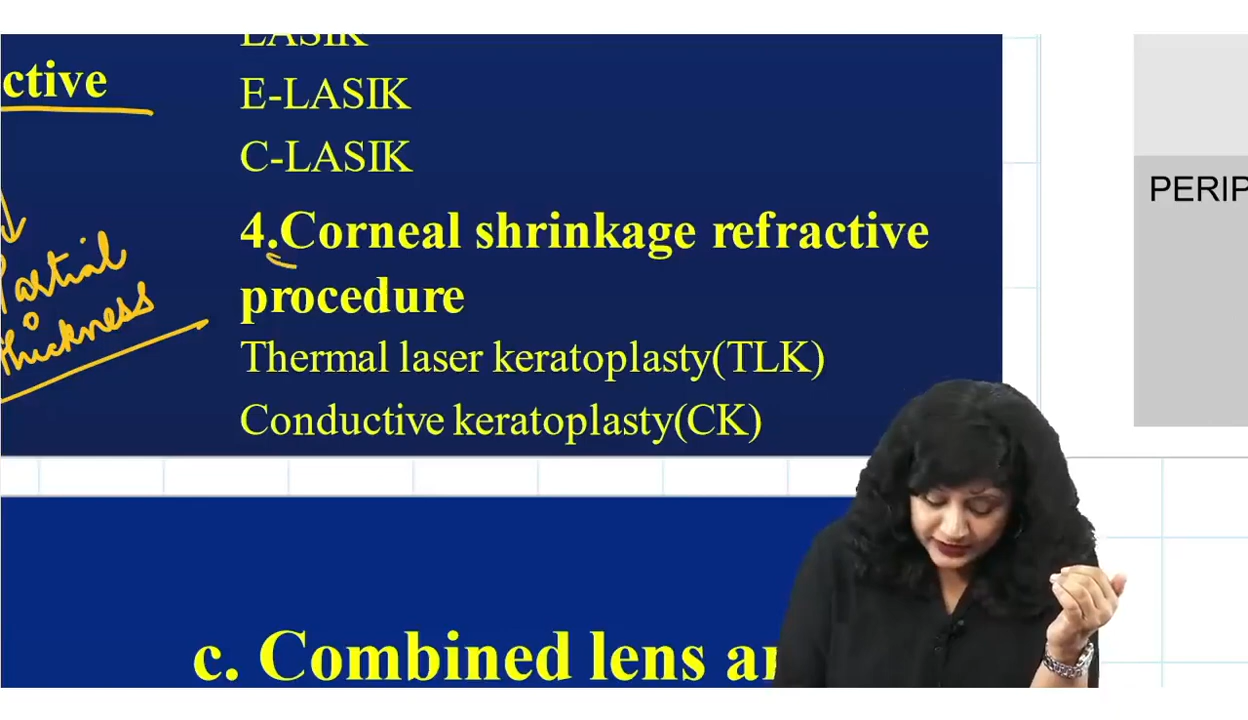 LASIK
ctive
E-LASIK
C-LASIK
4.Corneal shrinkage refractive
procedure
Thermal laser keratoplasty(TLK)
Conductive keratoplasty(CK)
Partial
thickness
PERIP
c. Combined lens a